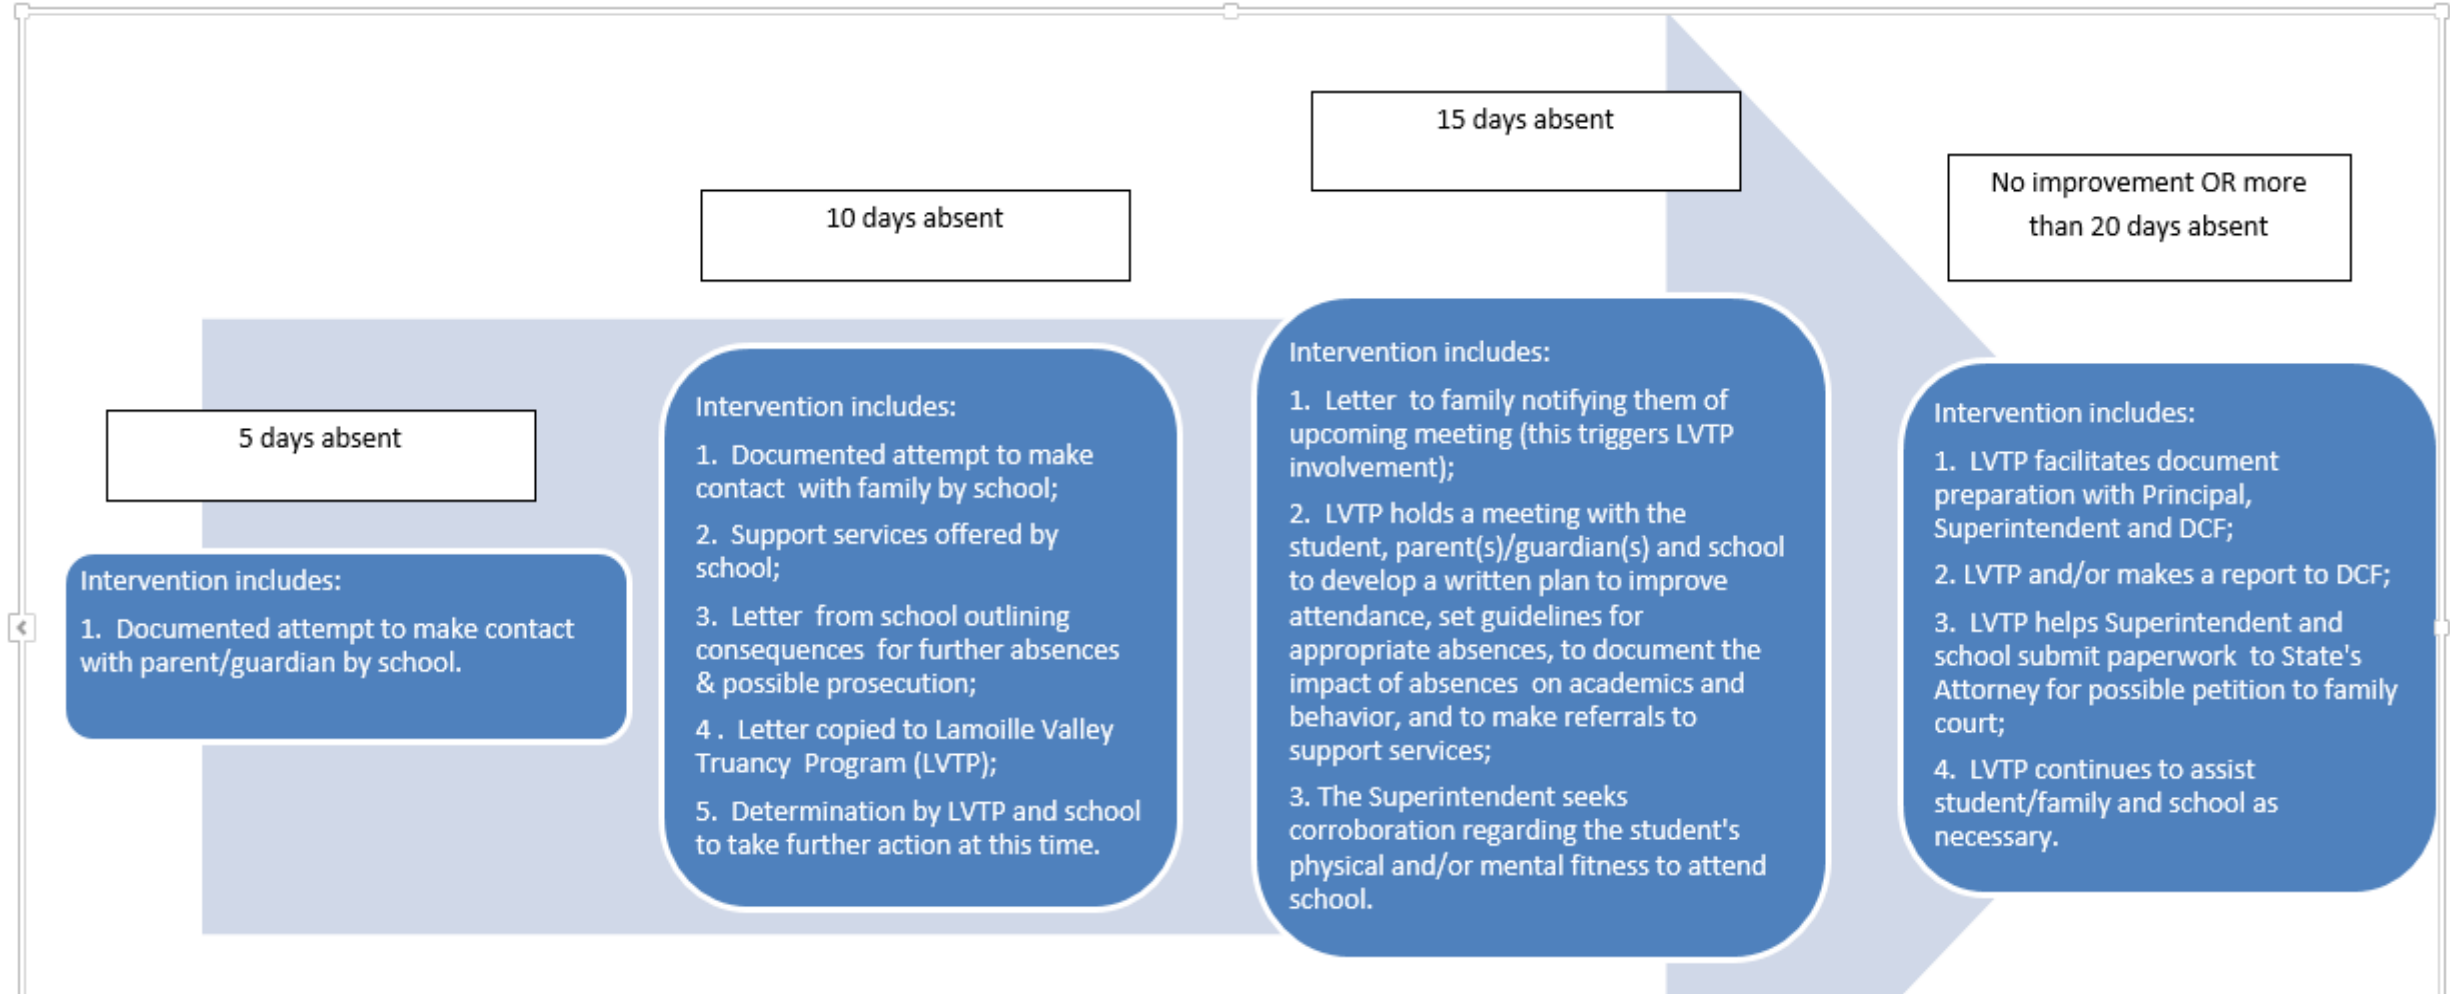 5 days absent
Intervention includes:
1. Documented attempt to make contact
with parent/guardian by school.
10 days absent
Intervention includes:
1. Documented attempt to make
contact with family by school;
2. Support services offered by
school;
3. Letter from school outlining
consequences for further absences
& possible prosecution;
4 . Letter copied to Lamoille Valley
Truancy Program (LVTP);
5. Determination by LVTP and school
to take further action at this time.
15 days absent
Intervention includes:
1. Letter to family notifying them of
upcoming meeting (this triggers LVTP
involvement);
2. LVTP holds a meeting with the
student, parent(s)/guardian(s) and school
to develop a written plan to improve
attendance, set guidelines for
appropriate absences, to document the
impact of absences on academics and
behavior, and to make referrals to
support services;
3. The Superintendent seeks
corroboration regarding the student's
physical and/or mental fitness to attend
school.
No improvement OR more
than 20 days absent
Intervention includes:
1. LVTP facilitates document
preparation with Principal,
Superintendent and DCF;
2. LVTP and/or makes a report to DCF;
3. LVTP helps Superintendent and
school submit paperwork to State's
Attorney for possible petition to family
court;
4. LVTP continues to assist
student/family and school as
necessary.